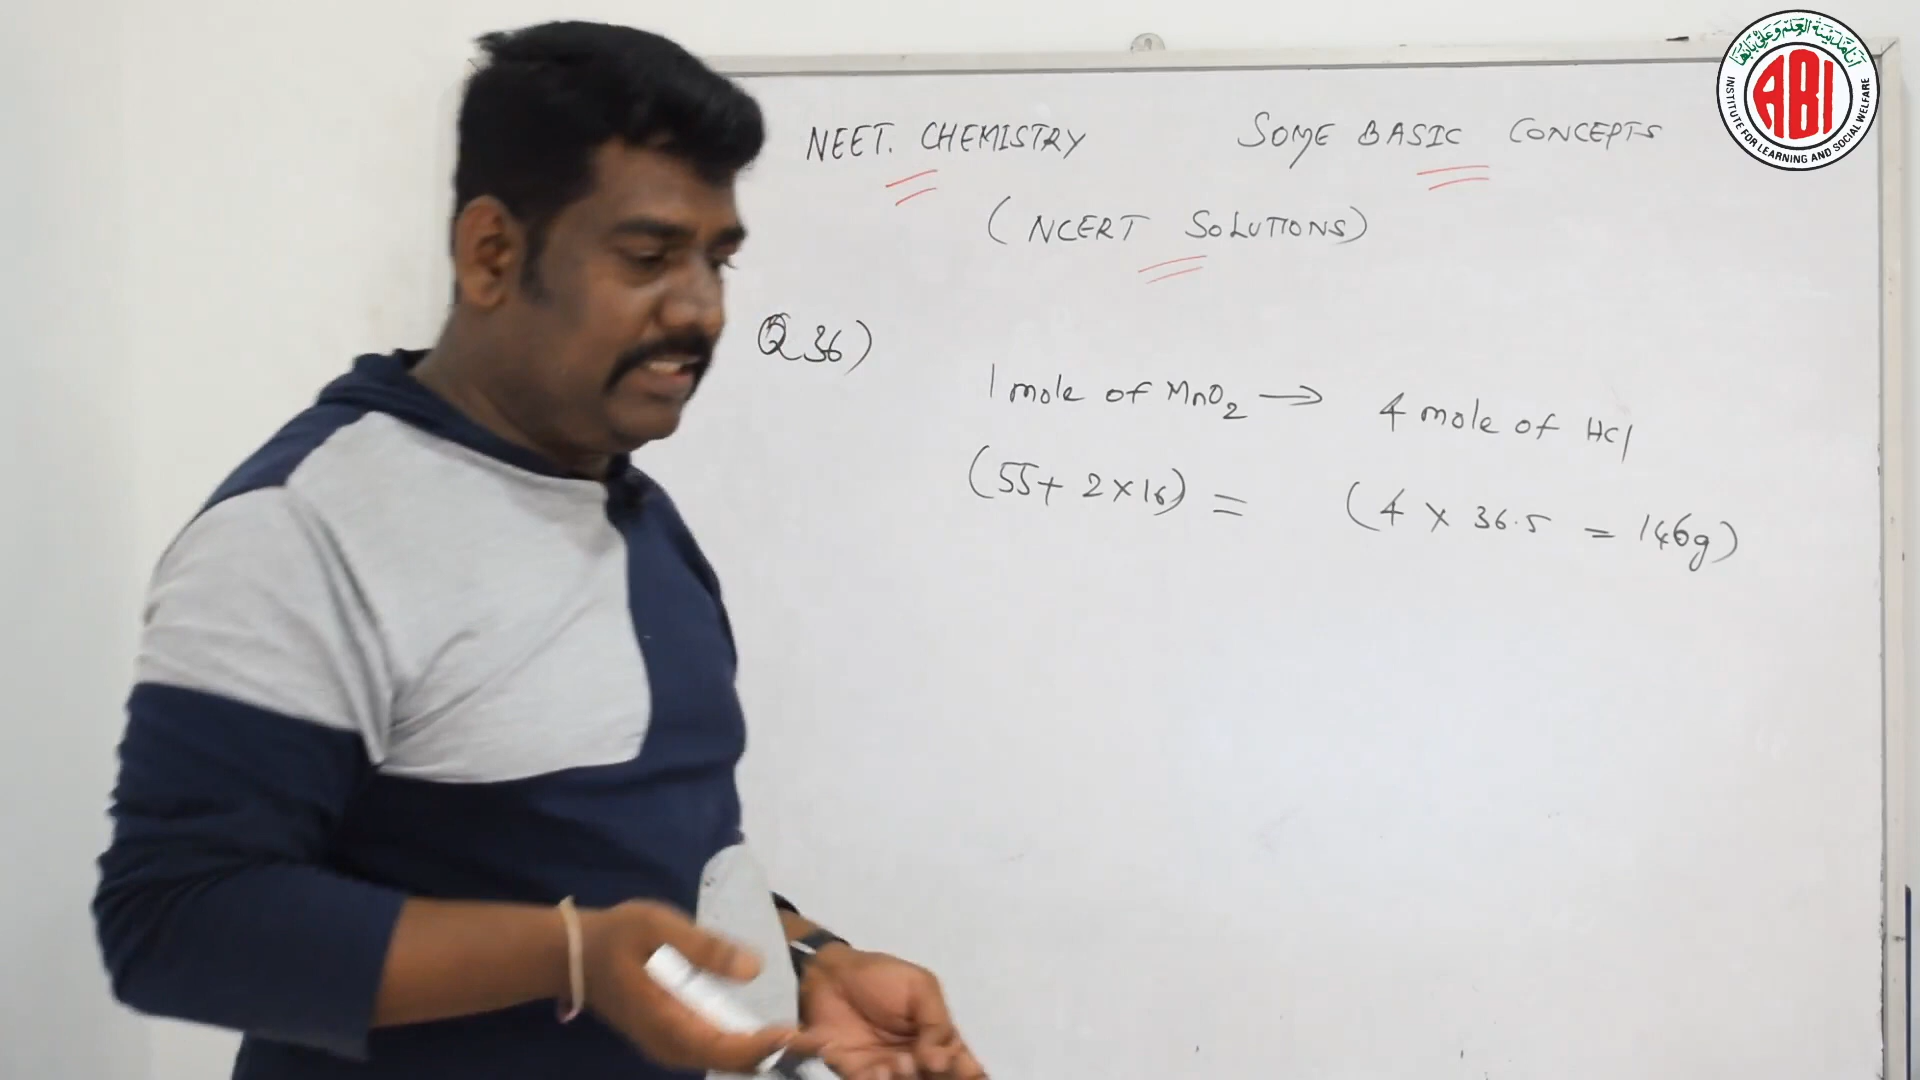 NEET. CHEMISTRY SOME BASIC CONCEPTS
(NCERT SOLUTIONS)
Q 36)
1 mole of MnO2 → 4 mole of HCl
(55+ 2×16) = (4 × 36.5 = 146g)
ABI
INSTITUTE FOR LEARNING AND SOCIAL WELFARE